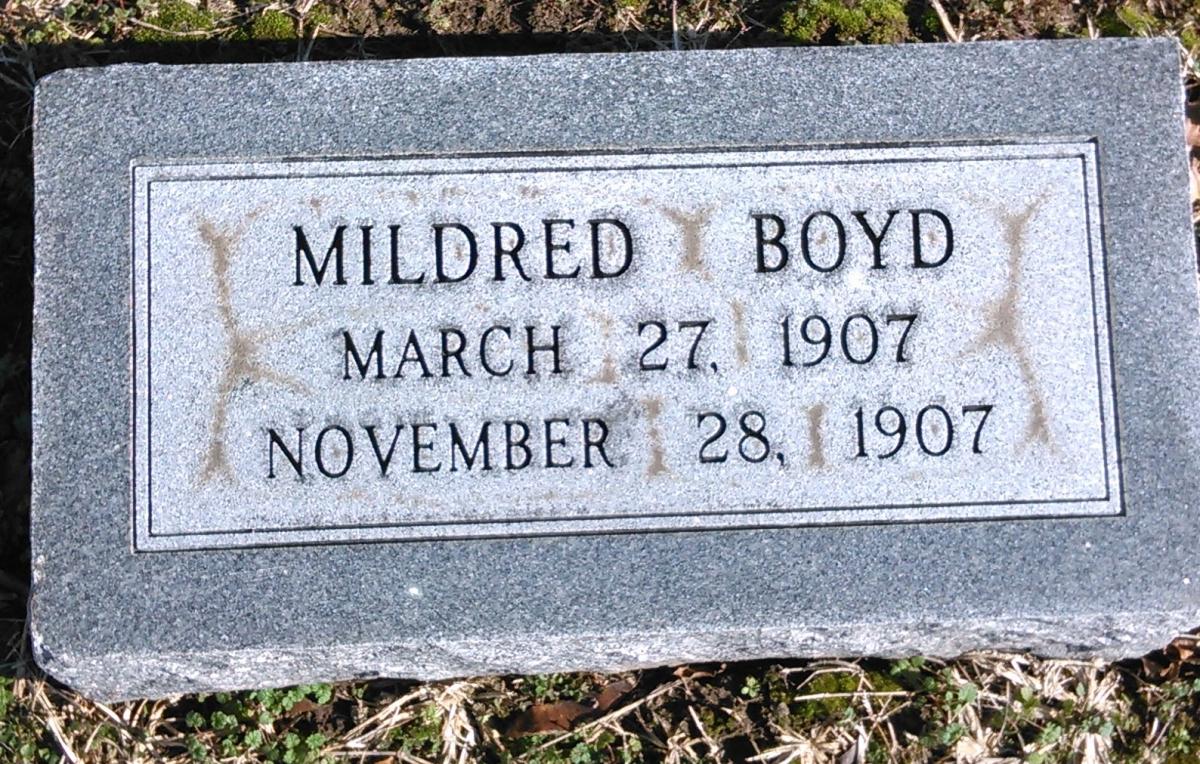 MILDRED BOYD
MARCH 27, 1907
NOVEMBER 28, 1907